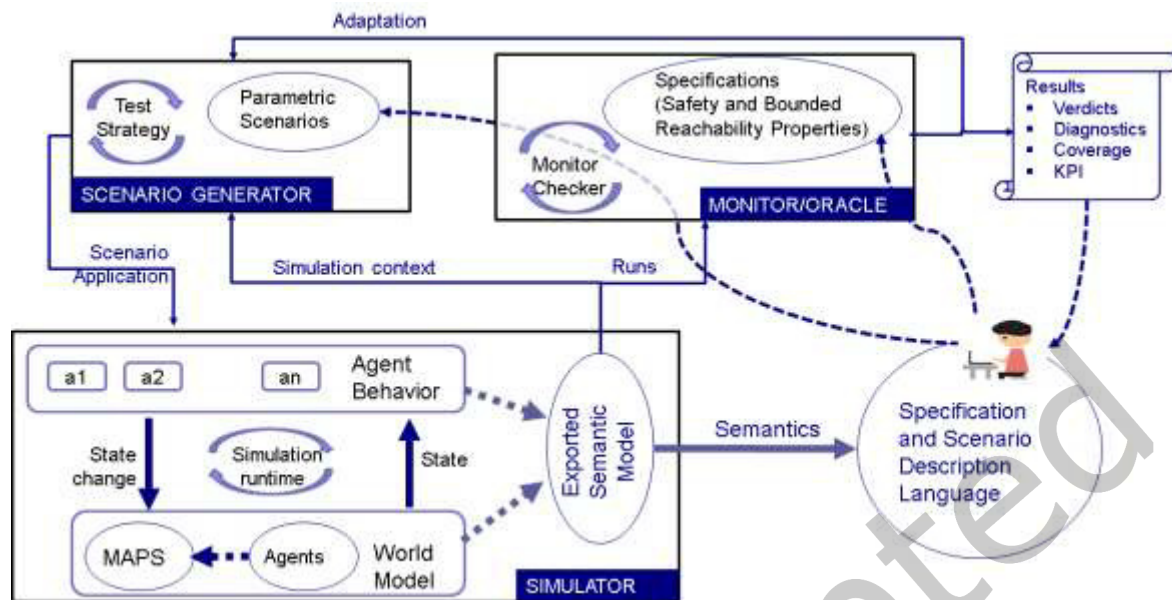 Adaptation
Test
Strategy
Parametric
Scenarios
SCENARIO GENERATOR
Specifications
(Safety and Bounded
Reachability Properties)
Monitor
Checker
MONITOR/ORACLE
Results
▪ Verdicts
▪ Diagnostics
▪ Coverage
▪ KPI
Scenario
Application
Simulation context
Runs
a1
a2
an
Agent
Behavior
State
change
Simulation
runtime
State
MAPS
Agents
World
Model
Exported
Semantic
Model
SIMULATOR
Semantics
Specification
and Scenario
Description
Language